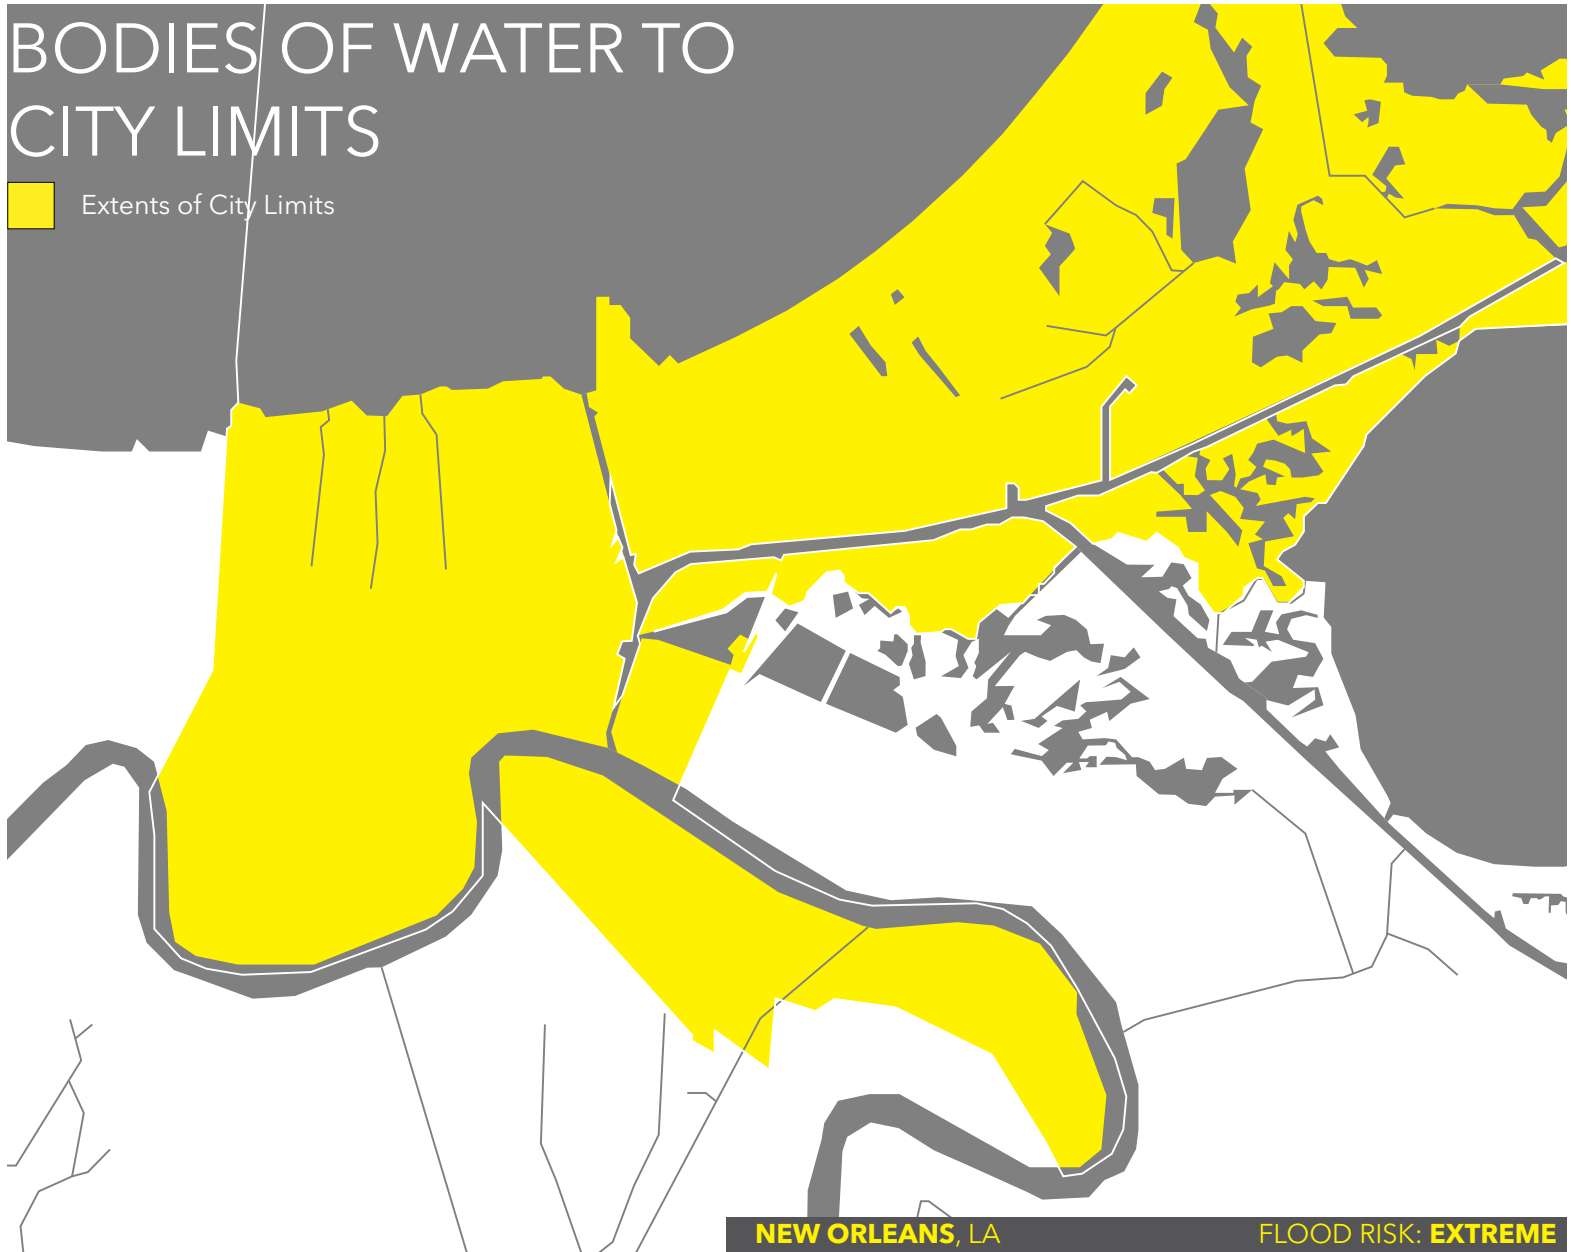 BODIES OF WATER TO
CITY LIMITS
Extents of City Limits
NEW ORLEANS, LA
FLOOD RISK: EXTREME